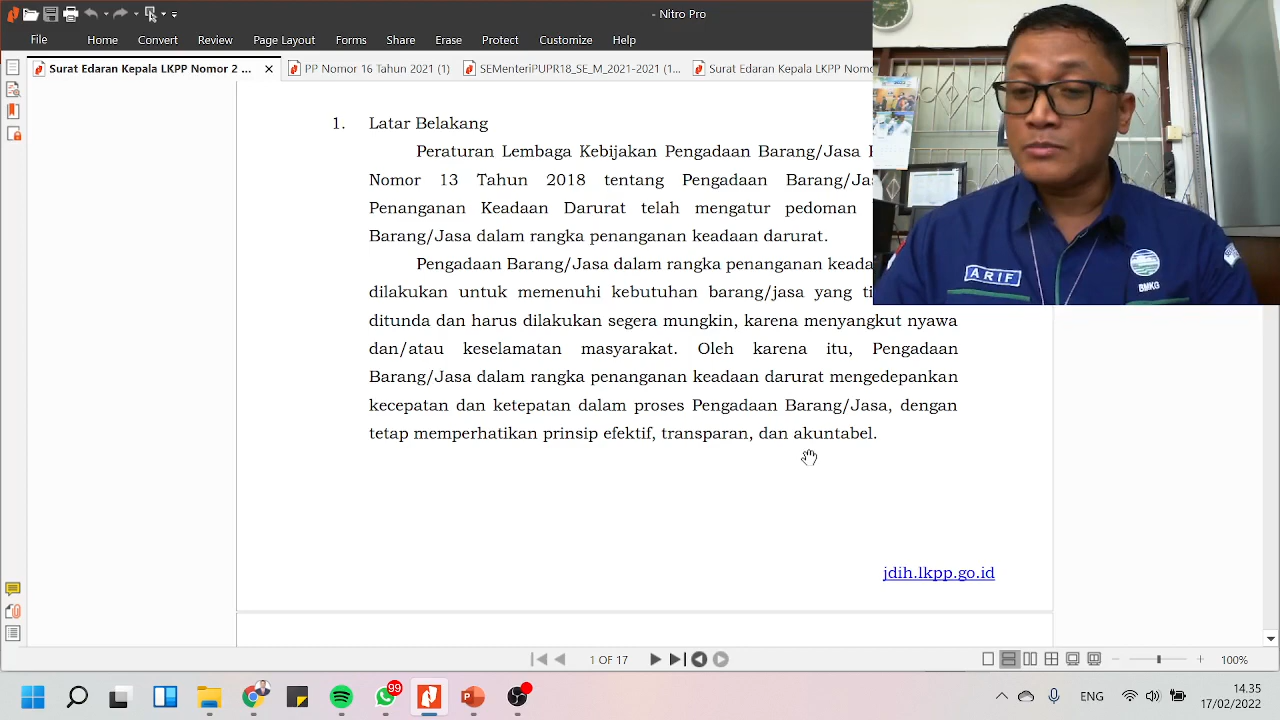 - Nitro Pro
File Home Convert Review Page Layout Forms Share Erase Protect Customize Help
Surat Edaran Kepala LKPP Nomor 2 ... PP Nomor 16 Tahun 2021 (1) SEMenteriPUPR18_SE_M_2021-2021 (1... Surat Edaran Kepala LKPP Nomo
1. Latar Belakang
Peraturan Lembaga Kebijakan Pengadaan Barang/Jasa
Nomor 13 Tahun 2018 tentang Pengadaan Barang/Jas
Penanganan Keadaan Darurat telah mengatur pedoman
Barang/Jasa dalam rangka penanganan keadaan darurat.
Pengadaan Barang/Jasa dalam rangka penanganan keada
dilakukan untuk memenuhi kebutuhan barang/jasa yang ti
ditunda dan harus dilakukan segera mungkin, karena menyangkut nyawa
dan/atau keselamatan masyarakat. Oleh karena itu, Pengadaan
Barang/Jasa dalam rangka penanganan keadaan darurat mengedepankan
kecepatan dan ketepatan dalam proses Pengadaan Barang/Jasa, dengan
tetap memperhatikan prinsip efektif, transparan, dan akuntabel.
jdih.lkpp.go.id
ARIF
BMKG
1 OF 17
100%
99
ENG
14.35
17/02/2022